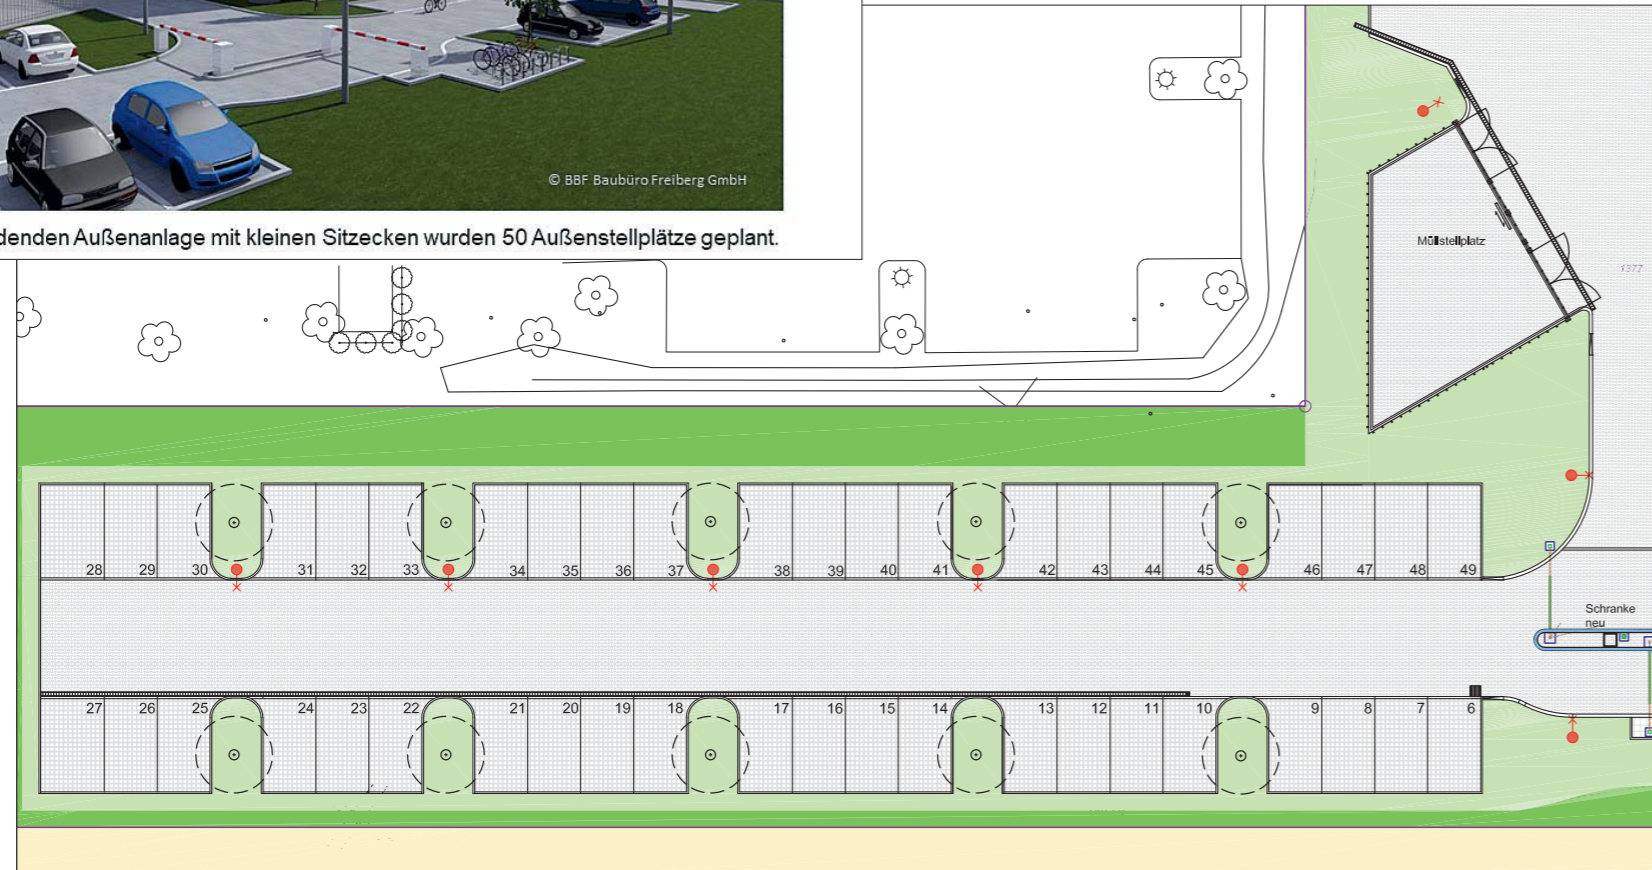 © BBF Baubüro Freiberg GmbH
denden Außenanlage mit kleinen Sitzecken wurden 50 Außenstellplätze geplant.
Müllstellplatz
1377
28 29 30 31 32 33 34 35 36 37 38 39 40 41 42 43 44 45 46 47 48 49
Schranke
neu
27 26 25 24 23 22 21 20 19 18 17 16 15 14 13 12 11 10 9 8 7 6